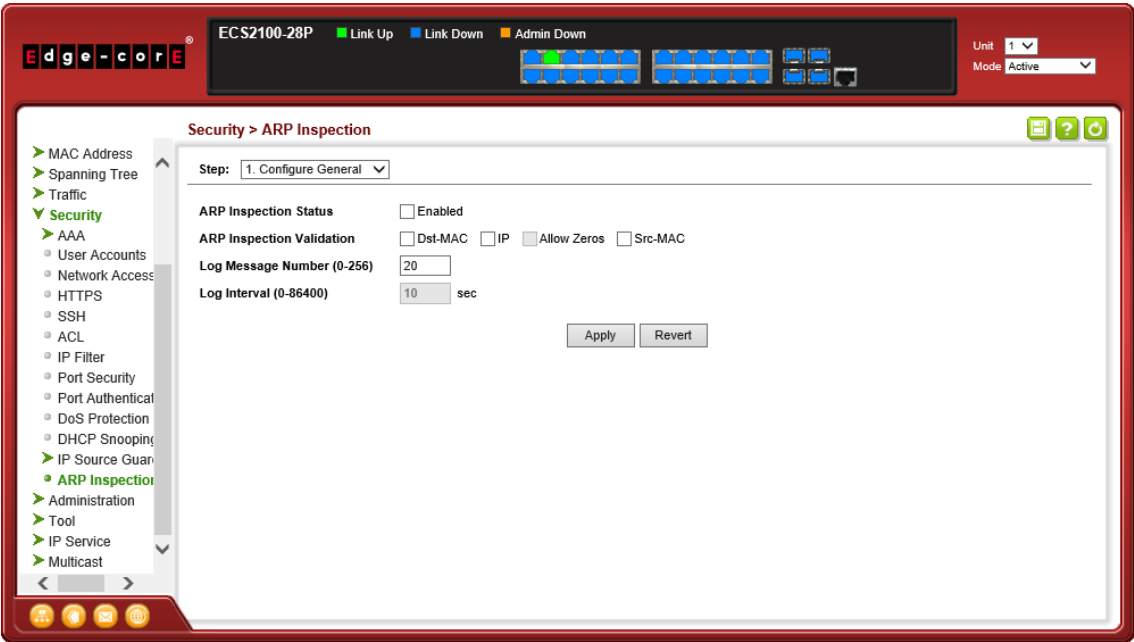 Edge-corE ®
ECS2100-28P Link Up Link Down Admin Down
Unit 1
Mode Active
Security > ARP Inspection
MAC Address
Spanning Tree
Traffic
Security
AAA
User Accounts
Network Access
HTTPS
SSH
ACL
IP Filter
Port Security
Port Authenticat
DoS Protection
DHCP Snooping
IP Source Guar
ARP Inspection
Administration
Tool
IP Service
Multicast
Step: 1. Configure General
ARP Inspection Status Enabled
ARP Inspection Validation Dst-MAC IP Allow Zeros Src-MAC
Log Message Number (0-256) 20
Log Interval (0-86400) 10 sec
Apply Revert